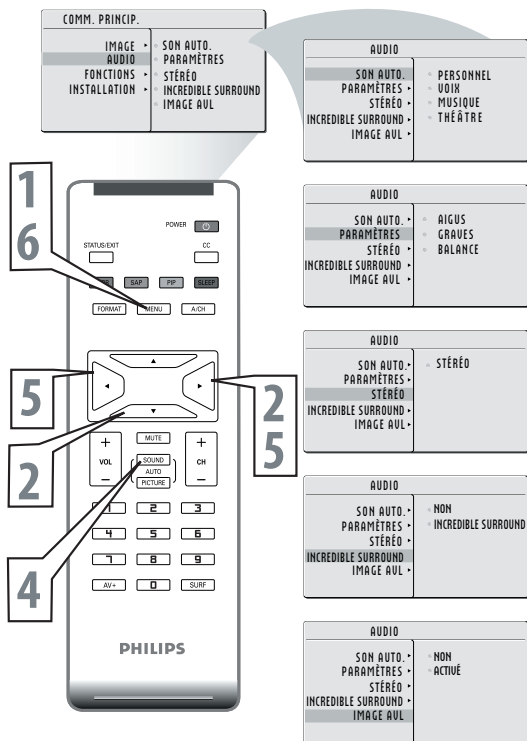 COMM. PRINCIP.
IMAGE
AUDIO
FONCTIONS
INSTALLATION
SON AUTO.
PARAMÈTRES
STÉRÉO
INCREDIBLE SURROUND
IMAGE AVL
AUDIO
SON AUTO.
PARAMÈTRES
STÉRÉO
INCREDIBLE SURROUND
IMAGE AVL
PERSONNEL
VOIX
MUSIQUE
THÉÂTRE
AUDIO
SON AUTO.
PARAMÈTRES
STÉRÉO
INCREDIBLE SURROUND
IMAGE AVL
AIGUS
GRAVES
BALANCE
AUDIO
SON AUTO.
PARAMÈTRES
STÉRÉO
INCREDIBLE SURROUND
IMAGE AVL
STÉRÉO
AUDIO
SON AUTO.
PARAMÈTRES
STÉRÉO
INCREDIBLE SURROUND
IMAGE AVL
NON
INCREDIBLE SURROUND
AUDIO
SON AUTO.
PARAMÈTRES
STÉRÉO
INCREDIBLE SURROUND
IMAGE AVL
NON
ACTIVÉ
1
6
5
2
4
2
5
POWER
STATUS/EXIT
CC
SAP PIP SLEEP
FORMAT MENU A/CH
MUTE
+ SOUND +
VOL AUTO CH
− PICTURE −
1 2 3
4 5 6
7 8 9
AV+ 0 SURF
PHILIPS